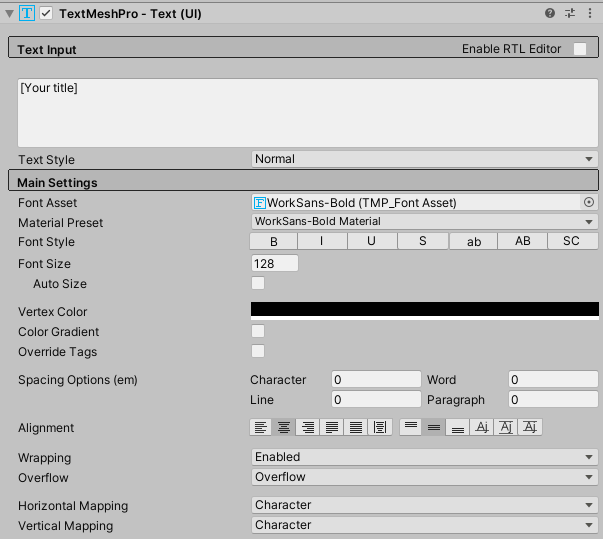 TextMeshPro - Text (UI)
Text Input
Enable RTL Editor
[Your title]
Text Style
Normal
Main Settings
Font Asset
WorkSans-Bold (TMP_Font Asset)
Material Preset
WorkSans-Bold Material
Font Style
B I U S ab AB SC
Font Size
128
Auto Size
Vertex Color
Color Gradient
Override Tags
Spacing Options (em)
Character 0 Word 0
Line 0 Paragraph 0
Alignment
Wrapping
Enabled
Overflow
Overflow
Horizontal Mapping
Character
Vertical Mapping
Character